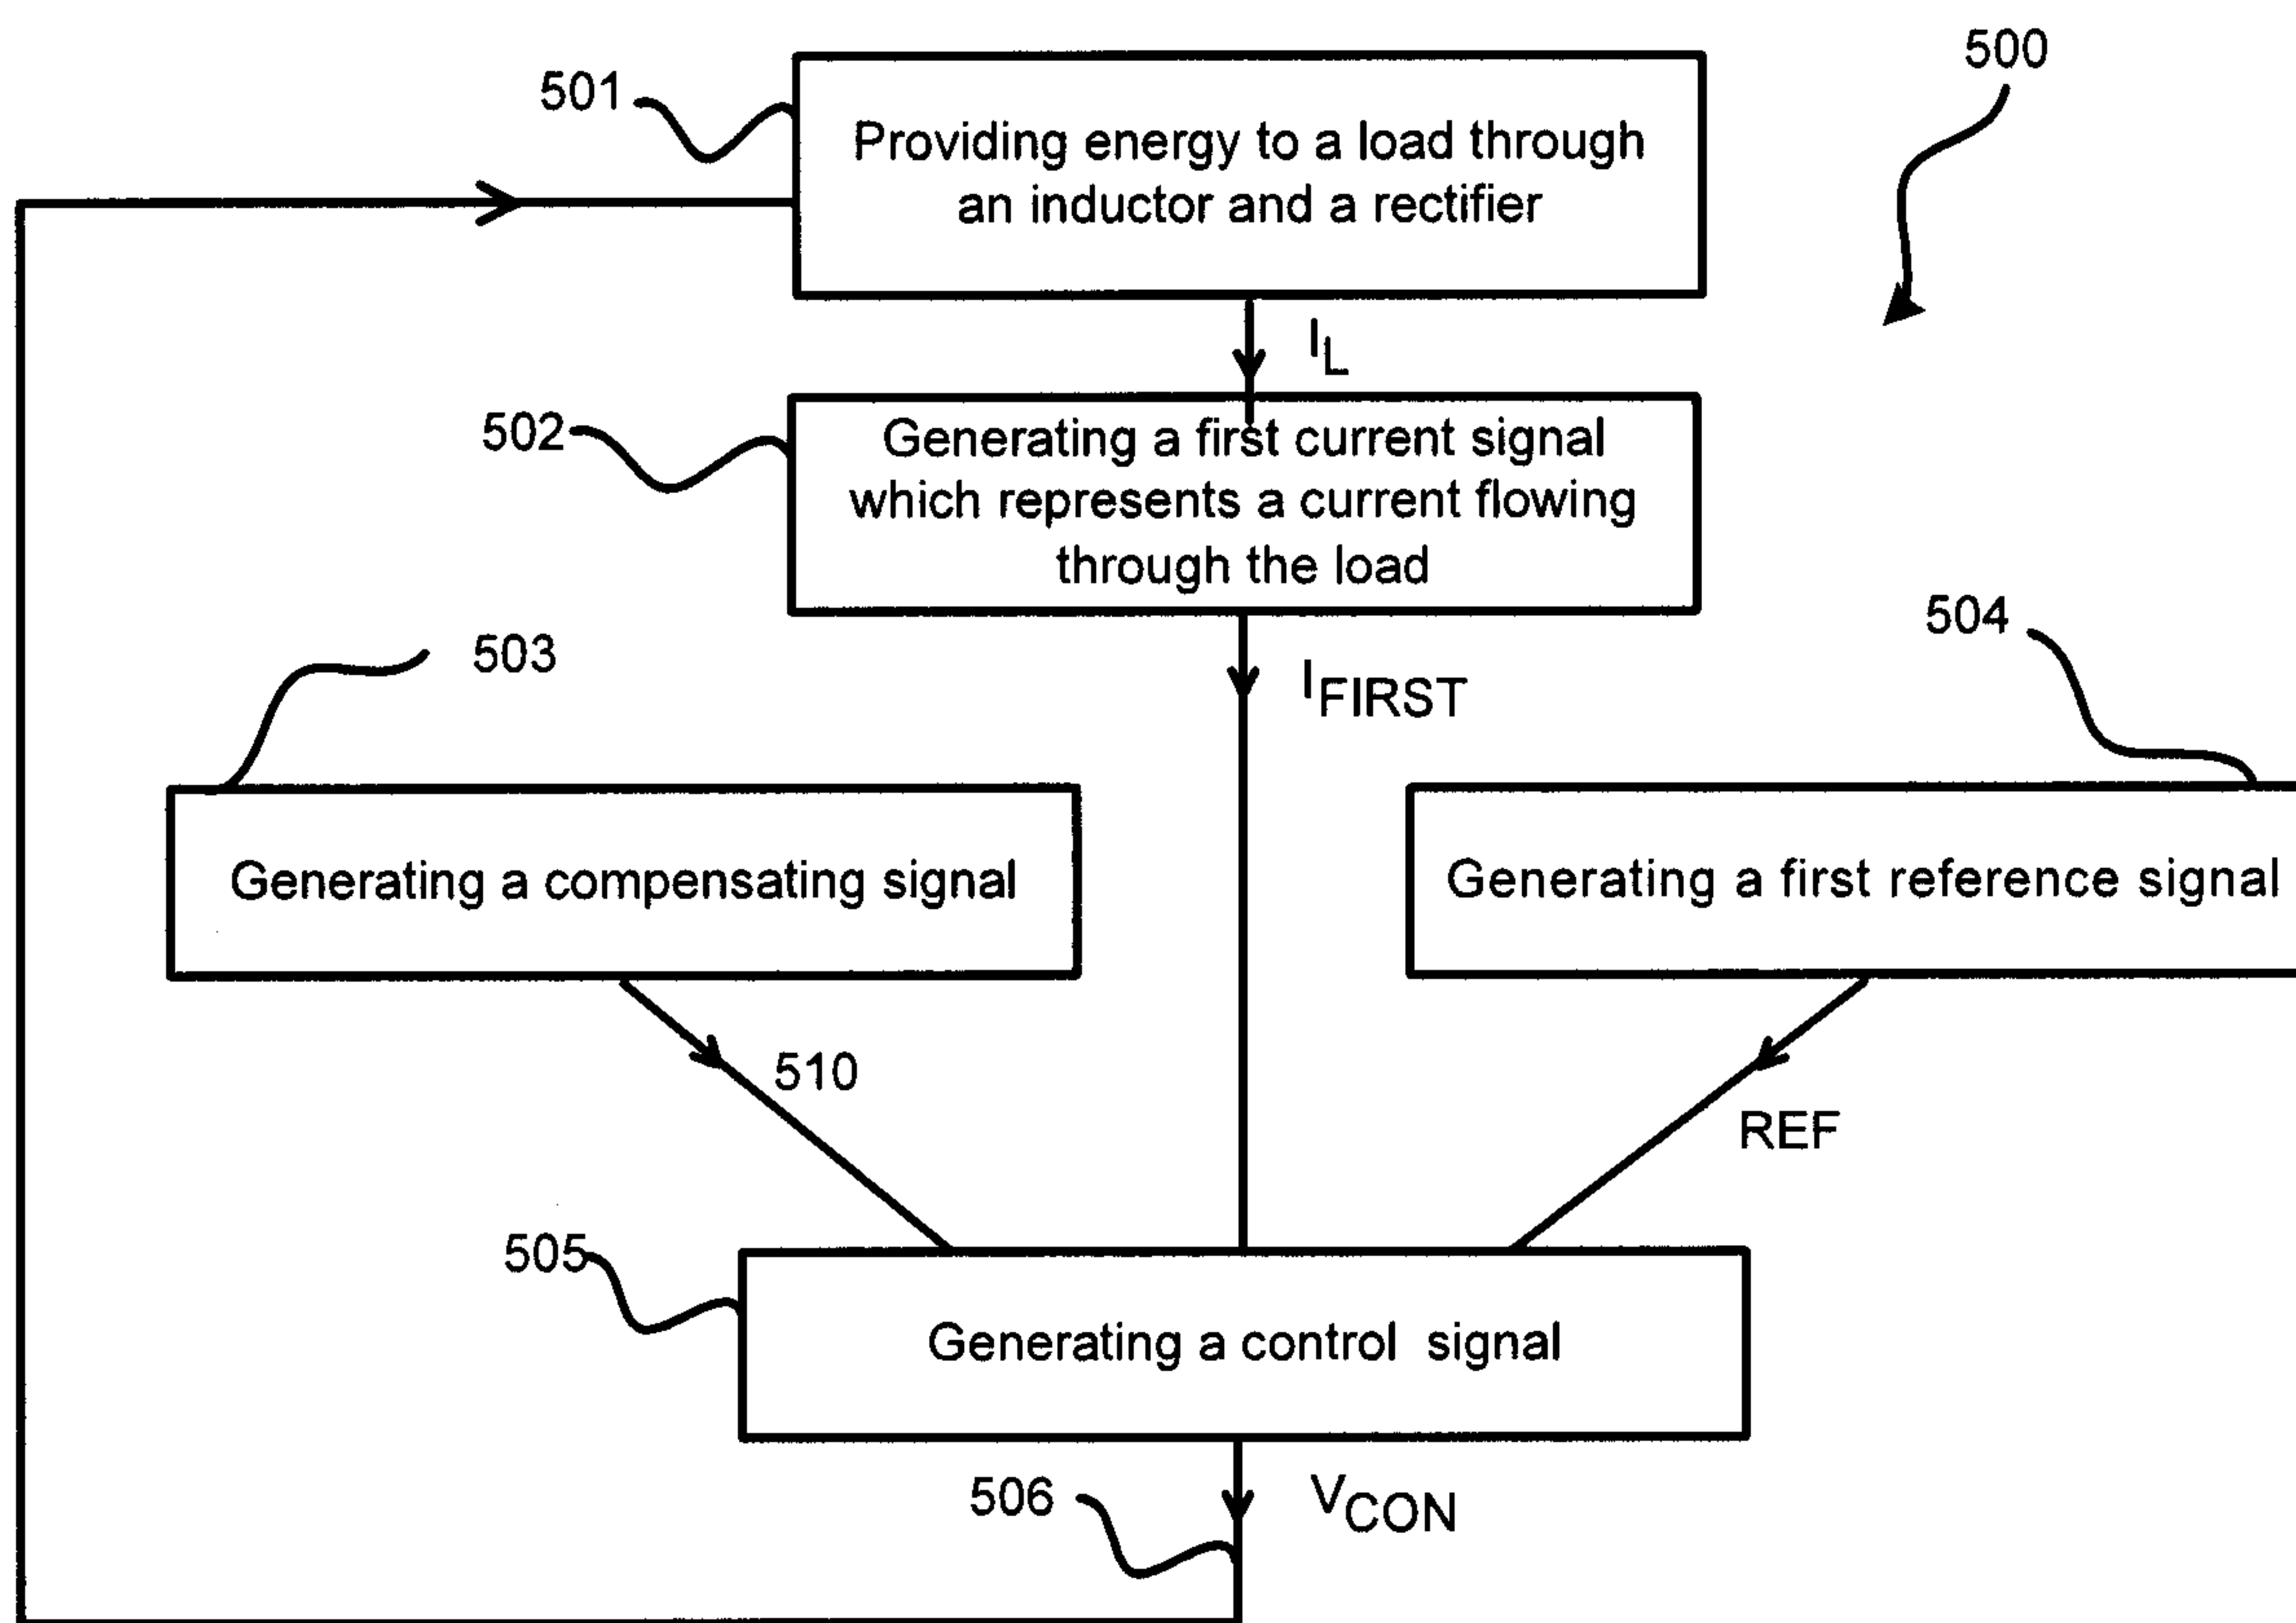 500
501
Providing energy to a load through
an inductor and a rectifier
I_L
502
Generating a first current signal
which represents a current flowing
through the load
I_FIRST
503
504
Generating a compensating signal
Generating a first reference signal
510
REF
505
Generating a control signal
506
V_CON